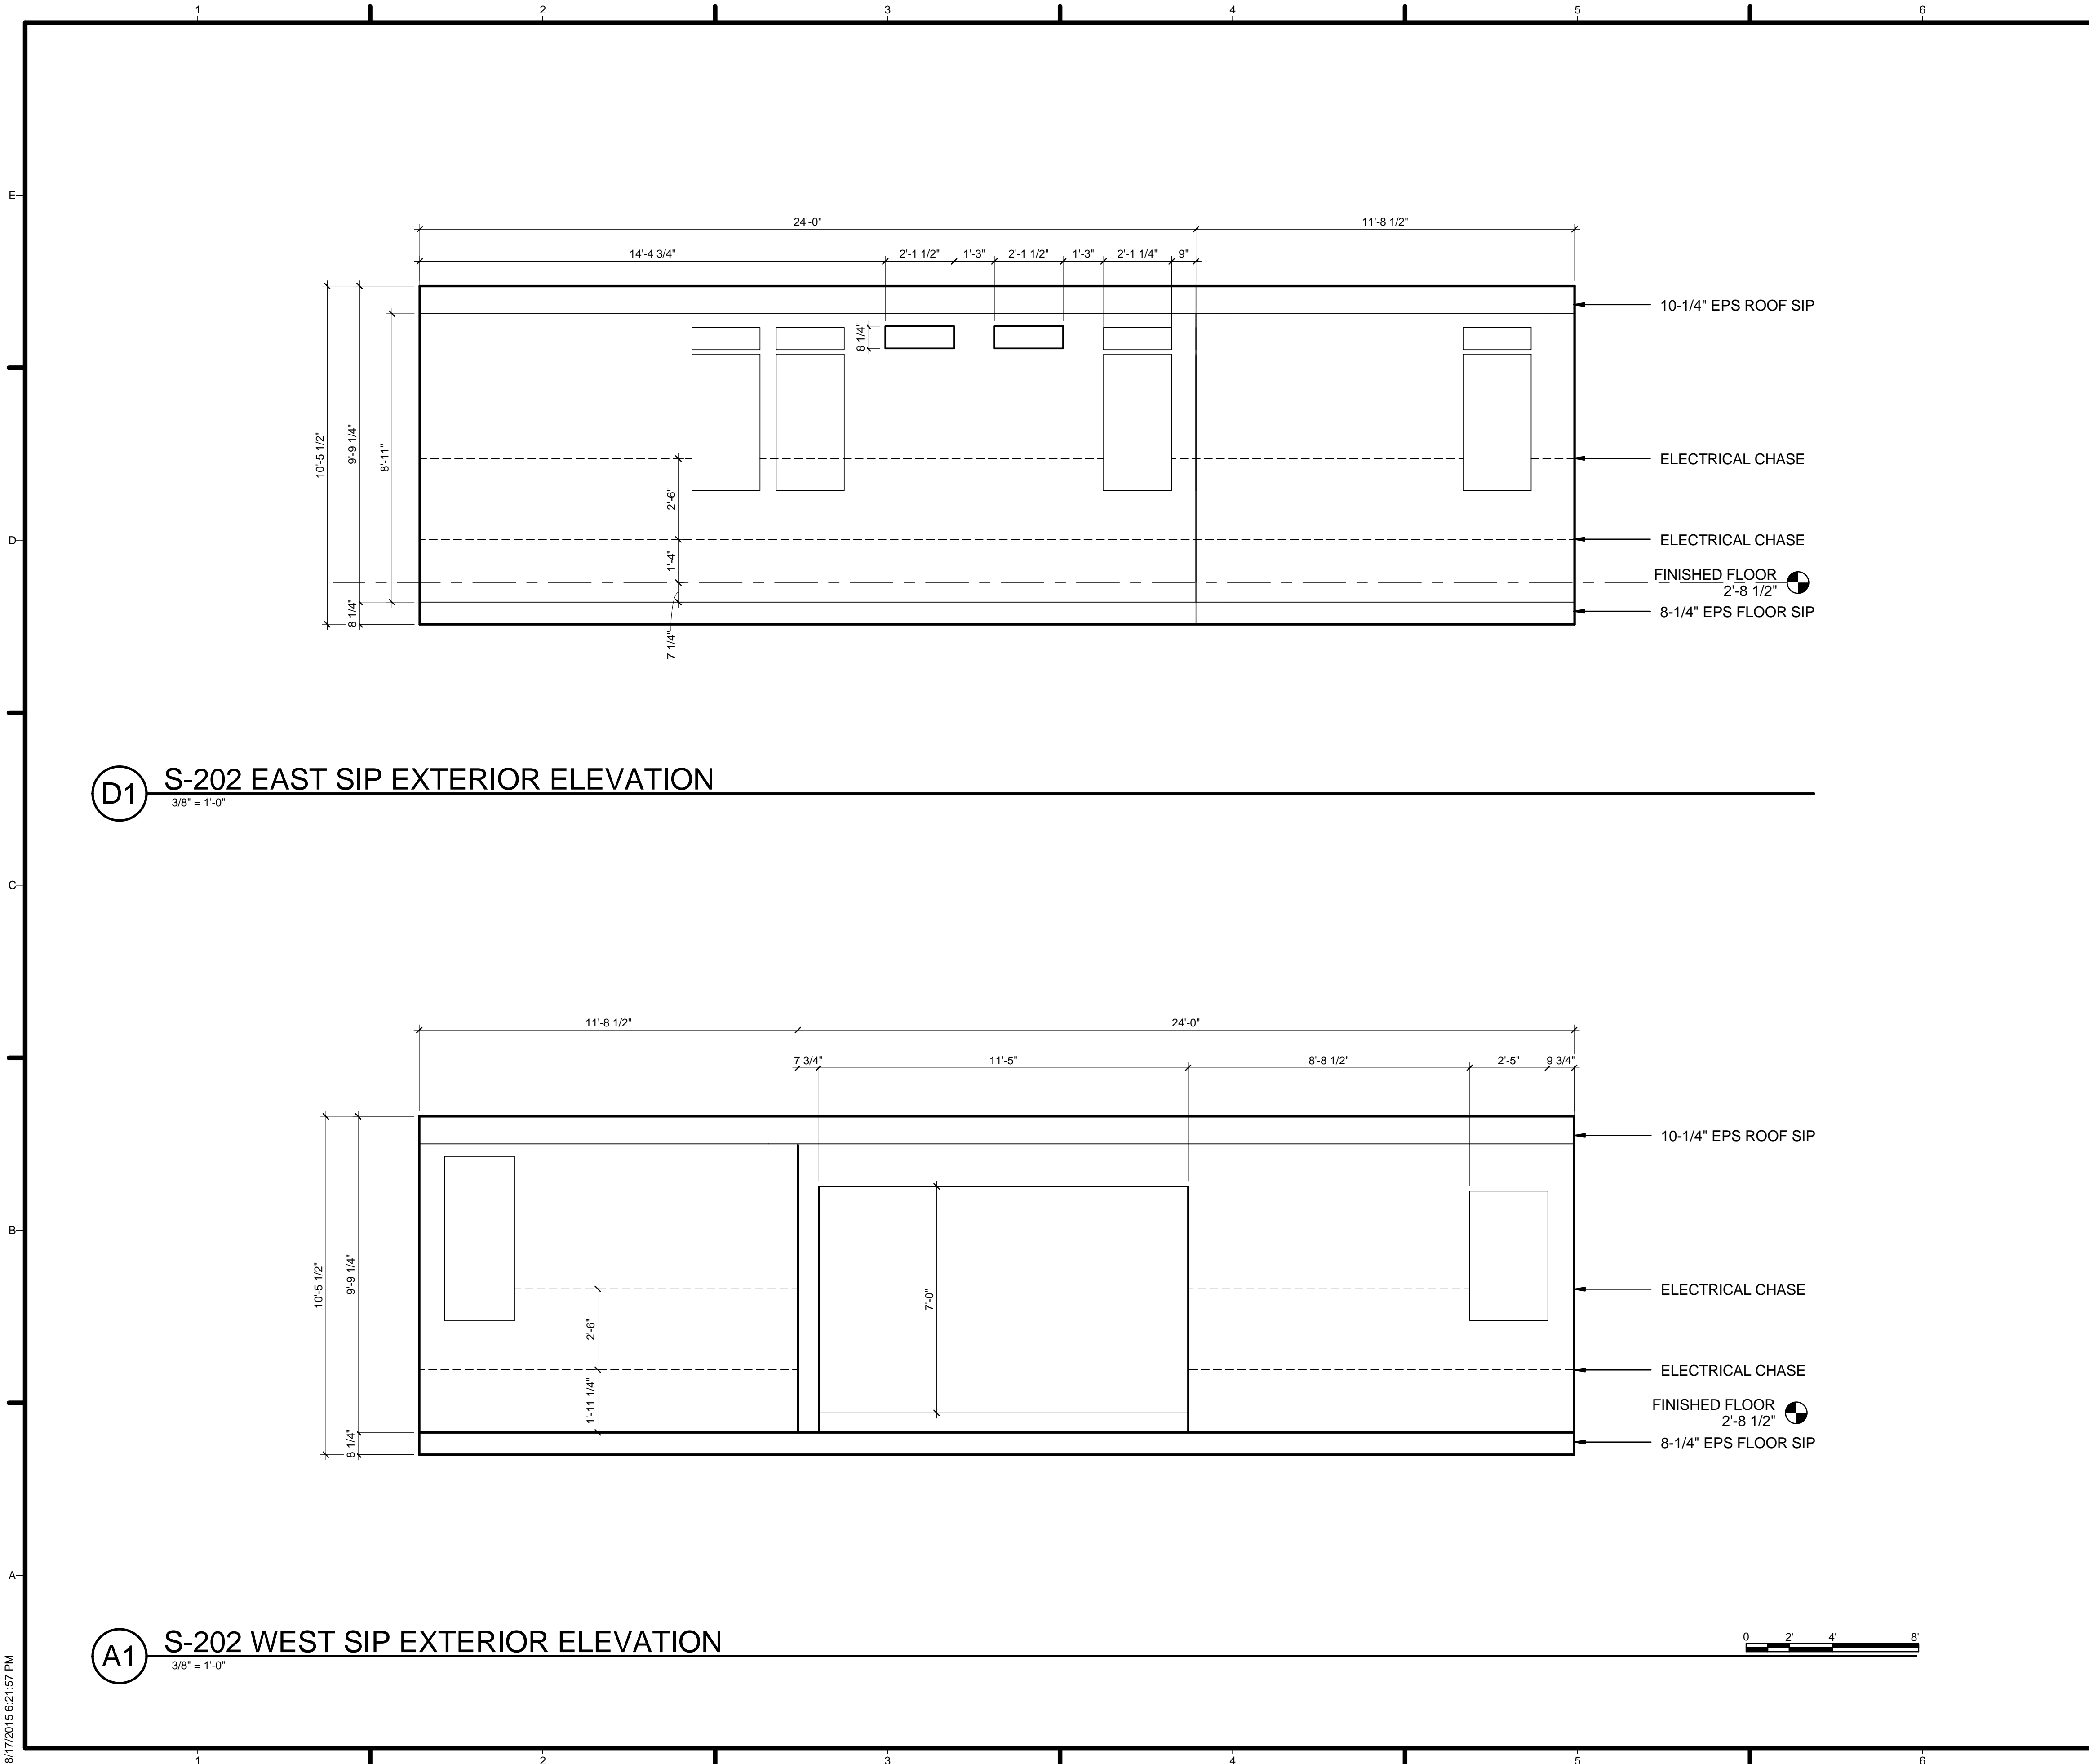 1 2 3 4 5 6
E
D
C
B
A
24'-0" 11'-8 1/2"
14'-4 3/4" 2'-1 1/2" 1'-3" 2'-1 1/2" 1'-3" 2'-1 1/4" 9"
10'-5 1/2"
9'-9 1/4"
8'-11"
8 1/4"
8 1/4"
2'-6"
1'-4"
7 1/4"
10-1/4" EPS ROOF SIP
ELECTRICAL CHASE
ELECTRICAL CHASE
FINISHED FLOOR
2'-8 1/2"
8-1/4" EPS FLOOR SIP
D1
S-202 EAST SIP EXTERIOR ELEVATION
3/8" = 1'-0"
11'-8 1/2" 24'-0"
7 3/4" 11'-5" 8'-8 1/2" 2'-5" 9 3/4"
10'-5 1/2"
9'-9 1/4"
8 1/4"
2'-6"
1'-11 1/4"
7'-0"
10-1/4" EPS ROOF SIP
ELECTRICAL CHASE
ELECTRICAL CHASE
FINISHED FLOOR
2'-8 1/2"
8-1/4" EPS FLOOR SIP
A1
S-202 WEST SIP EXTERIOR ELEVATION
3/8" = 1'-0"
0 2' 4' 8'
8/17/2015 6:21:57 PM
1 2 3 4 5 6